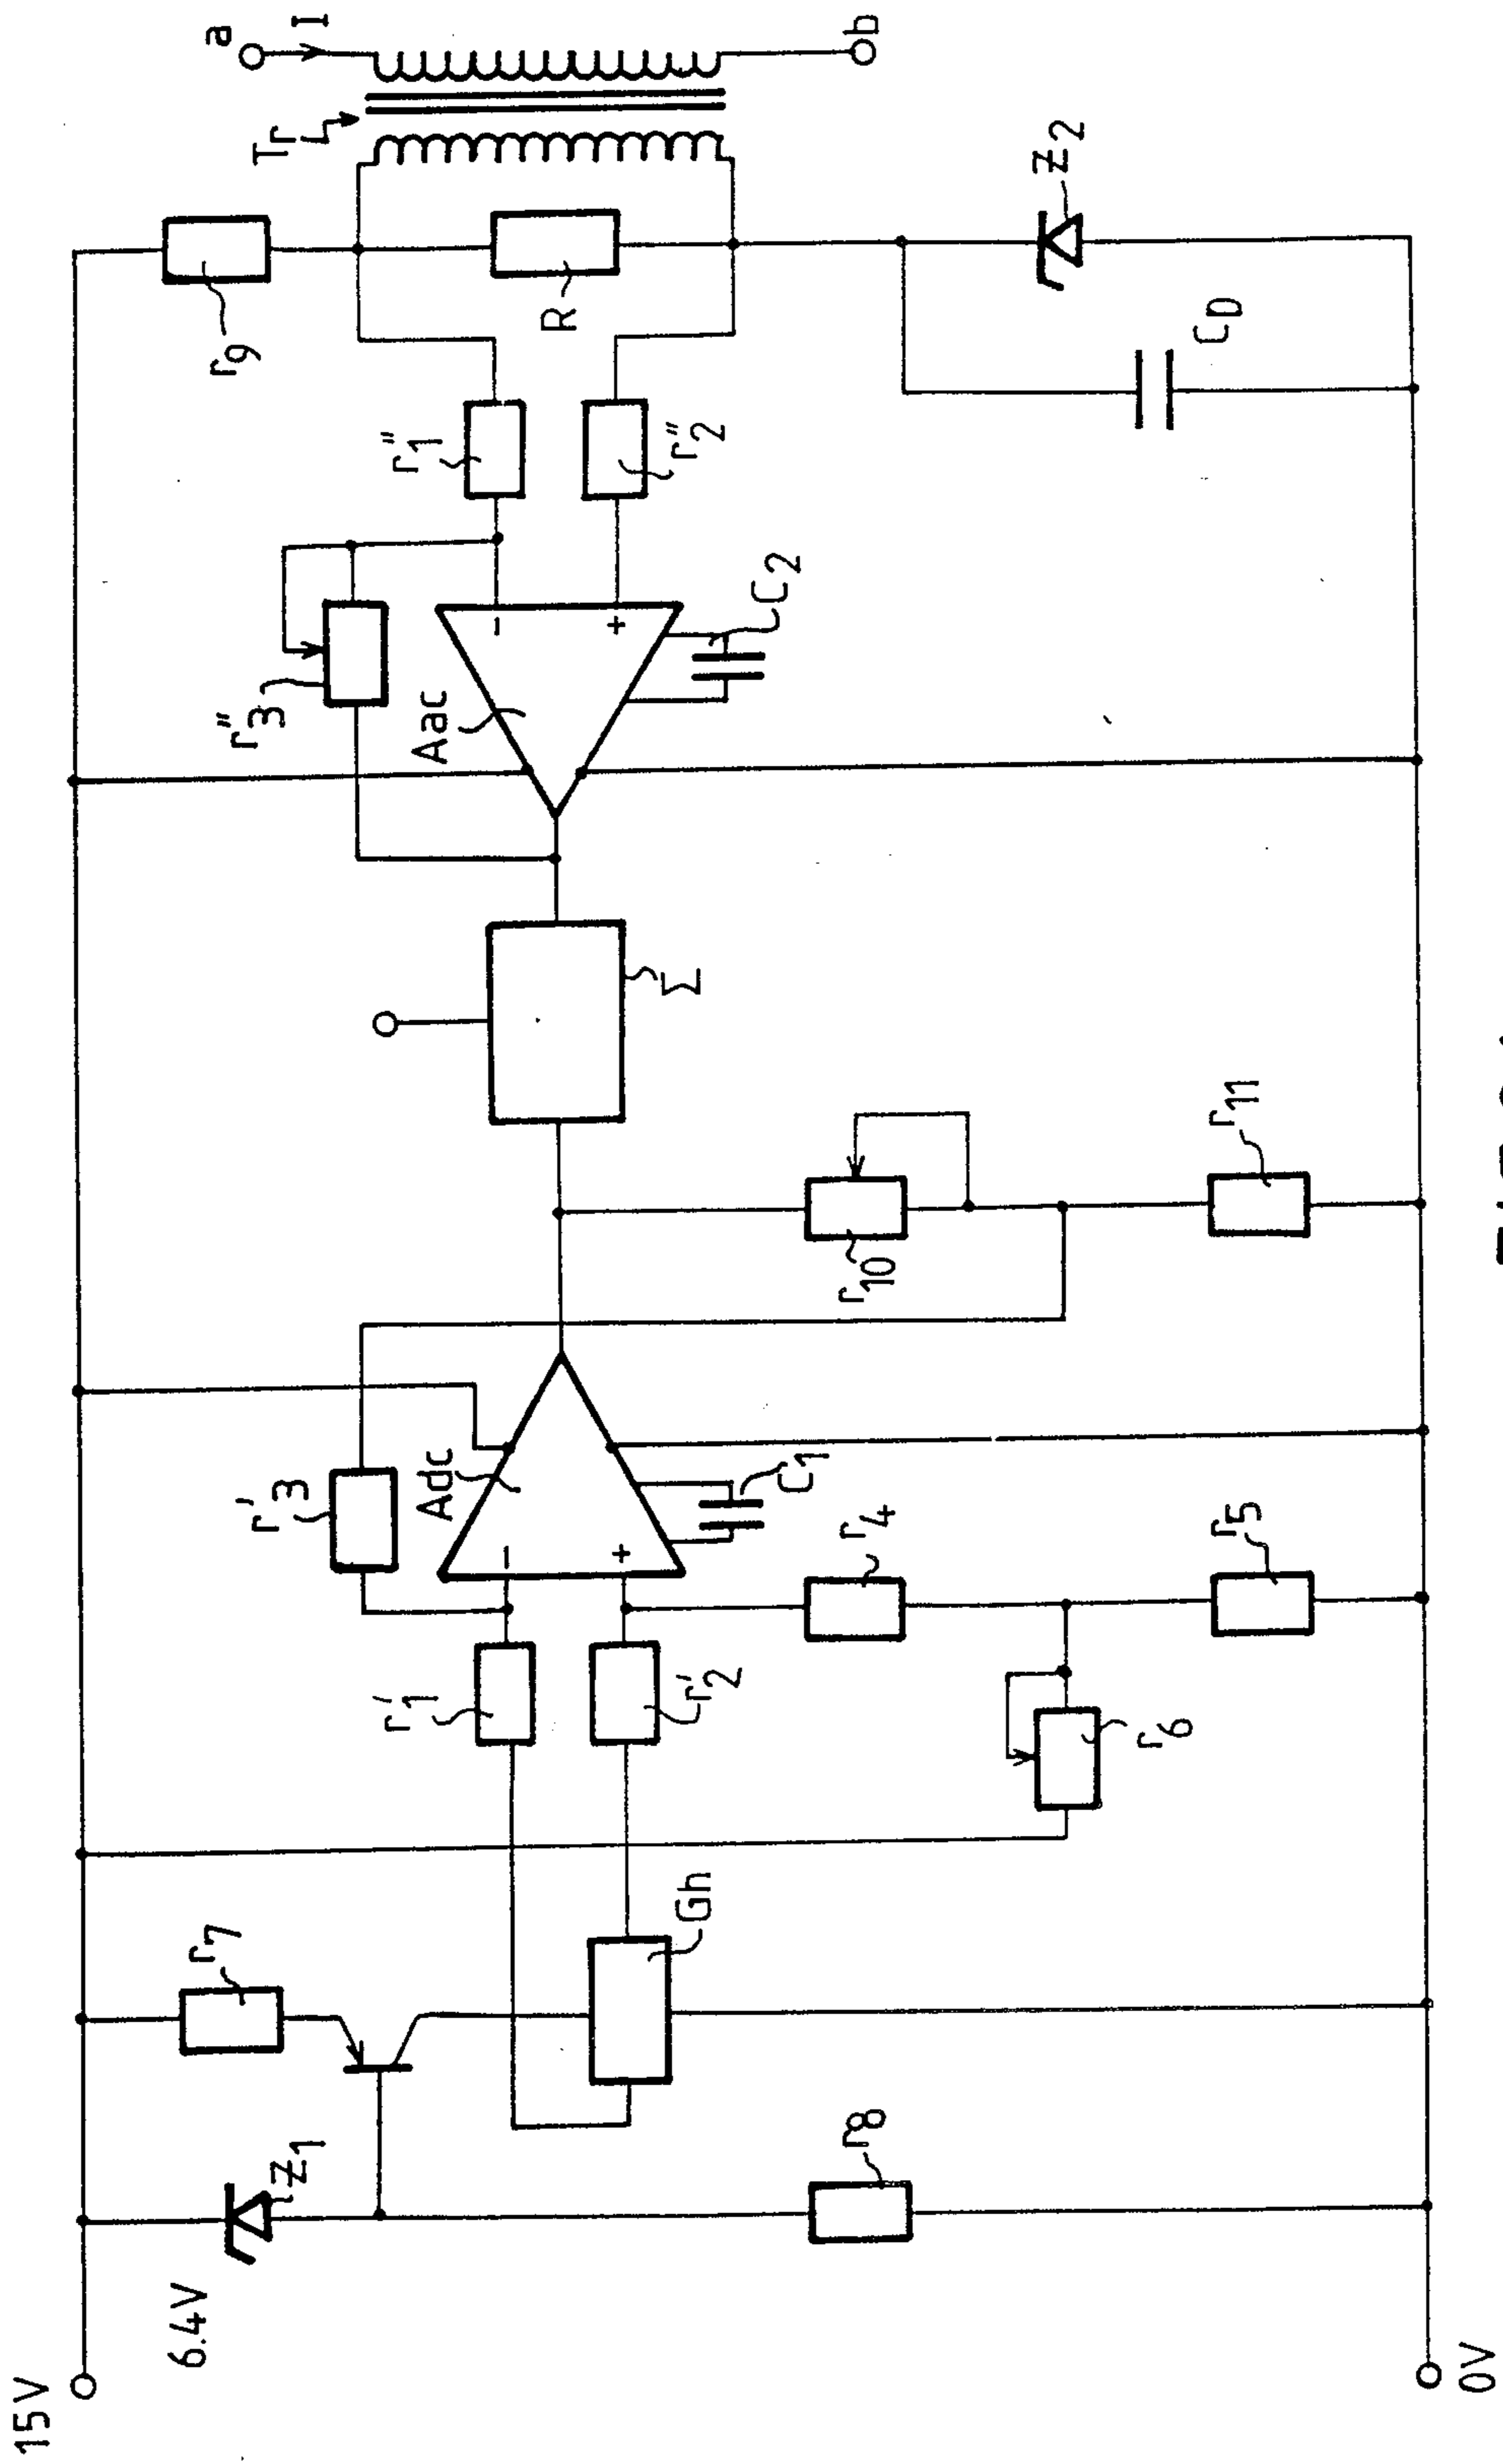 15V
6.4V
Z1
r8
r7
Gh
r'1
r'2
r6
r'3
Adc
C1
r4
r5
r10
r11
Σ
r"3
Aac
C2
r"1
r"2
r9
R
CD
Z2
Tr
a
I
b
0V